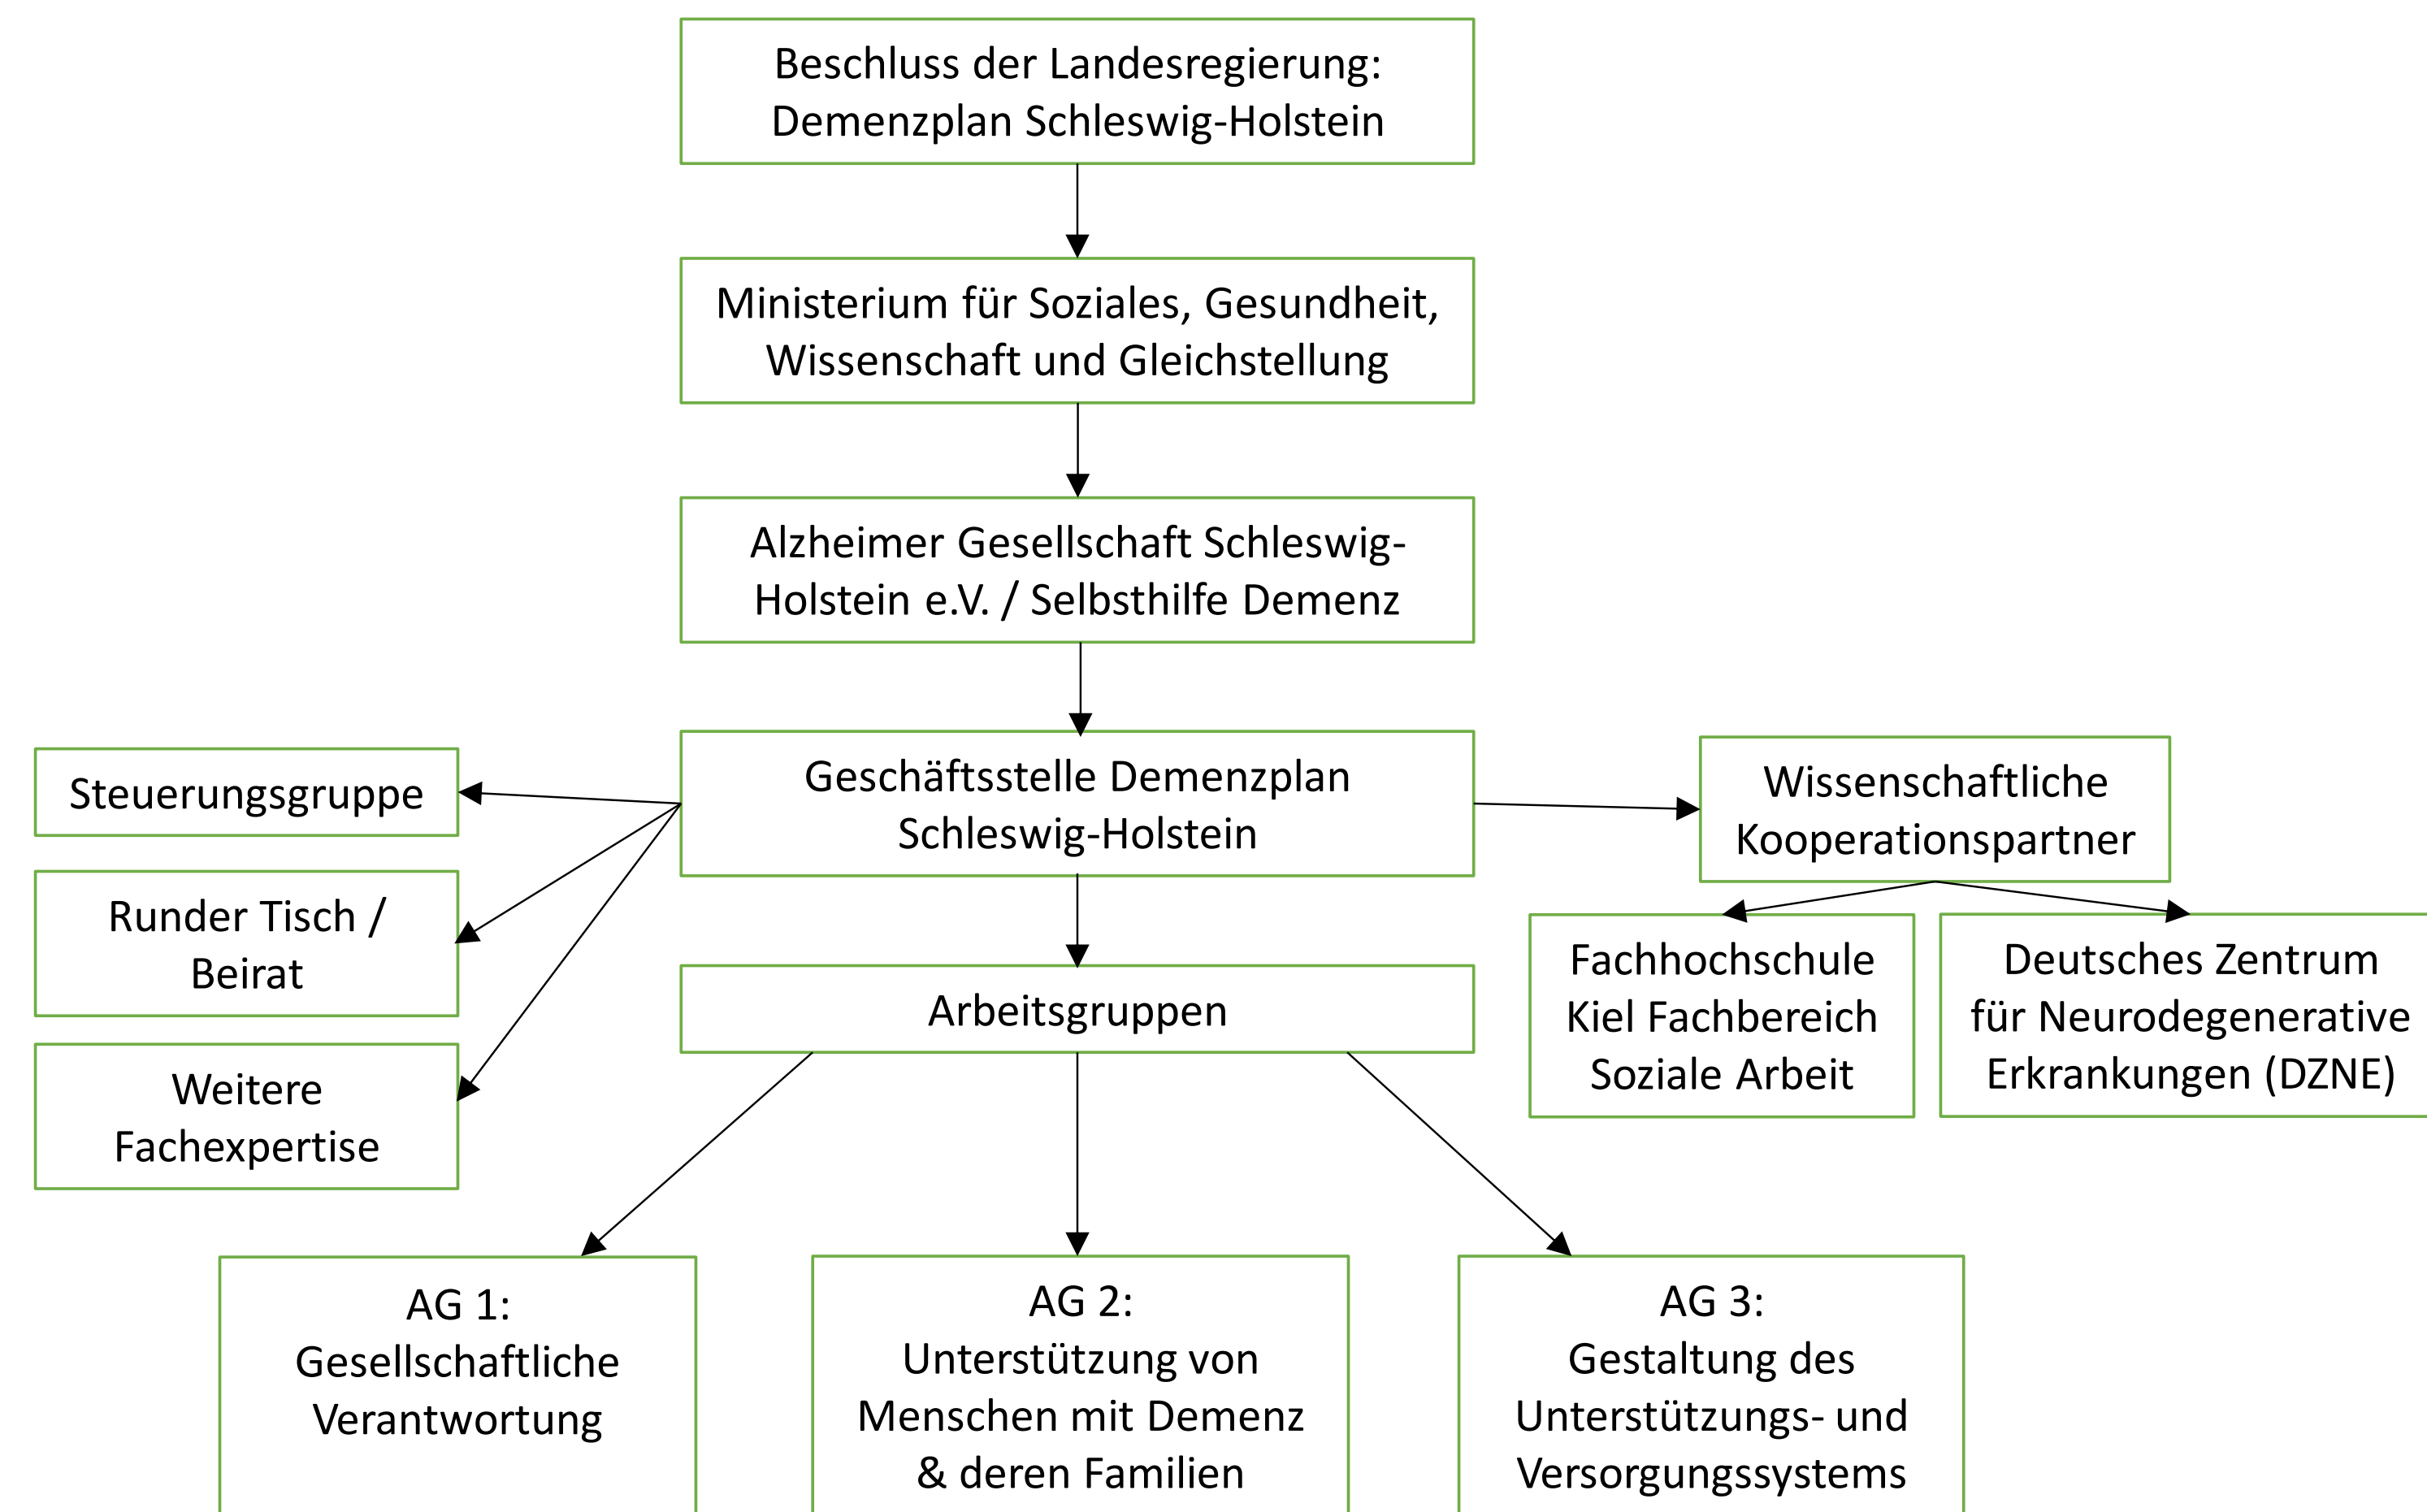 Beschluss der Landesregierung:
Demenzplan Schleswig-Holstein
Ministerium für Soziales, Gesundheit,
Wissenschaft und Gleichstellung
Alzheimer Gesellschaft Schleswig-
Holstein e.V. / Selbsthilfe Demenz
Geschäftsstelle Demenzplan
Schleswig-Holstein
Steuerungsgruppe
Runder Tisch /
Beirat
Weitere
Fachexpertise
Wissenschaftliche
Kooperationspartner
Fachhochschule
Kiel Fachbereich
Soziale Arbeit
Deutsches Zentrum
für Neurodegenerative
Erkrankungen (DZNE)
Arbeitsgruppen
AG 1:
Gesellschaftliche
Verantwortung
AG 2:
Unterstützung von
Menschen mit Demenz
& deren Familien
AG 3:
Gestaltung des
Unterstützungs- und
Versorgungssystems